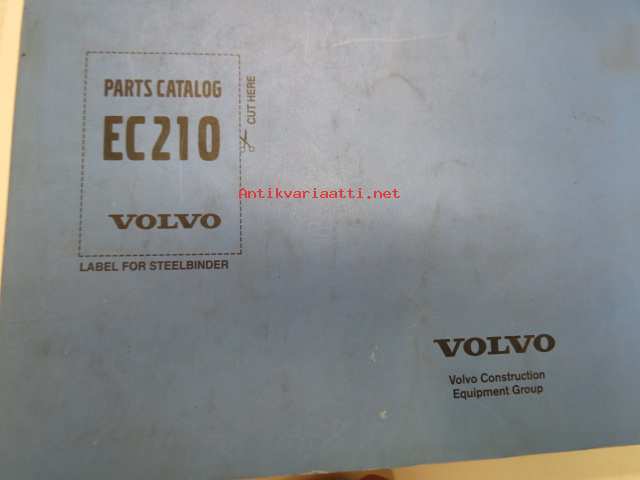 PARTS CATALOG
EC210
VOLVO
CUT HERE
LABEL FOR STEELBINDER
Antikvariaatti.net
VOLVO
Volvo Construction
Equipment Group